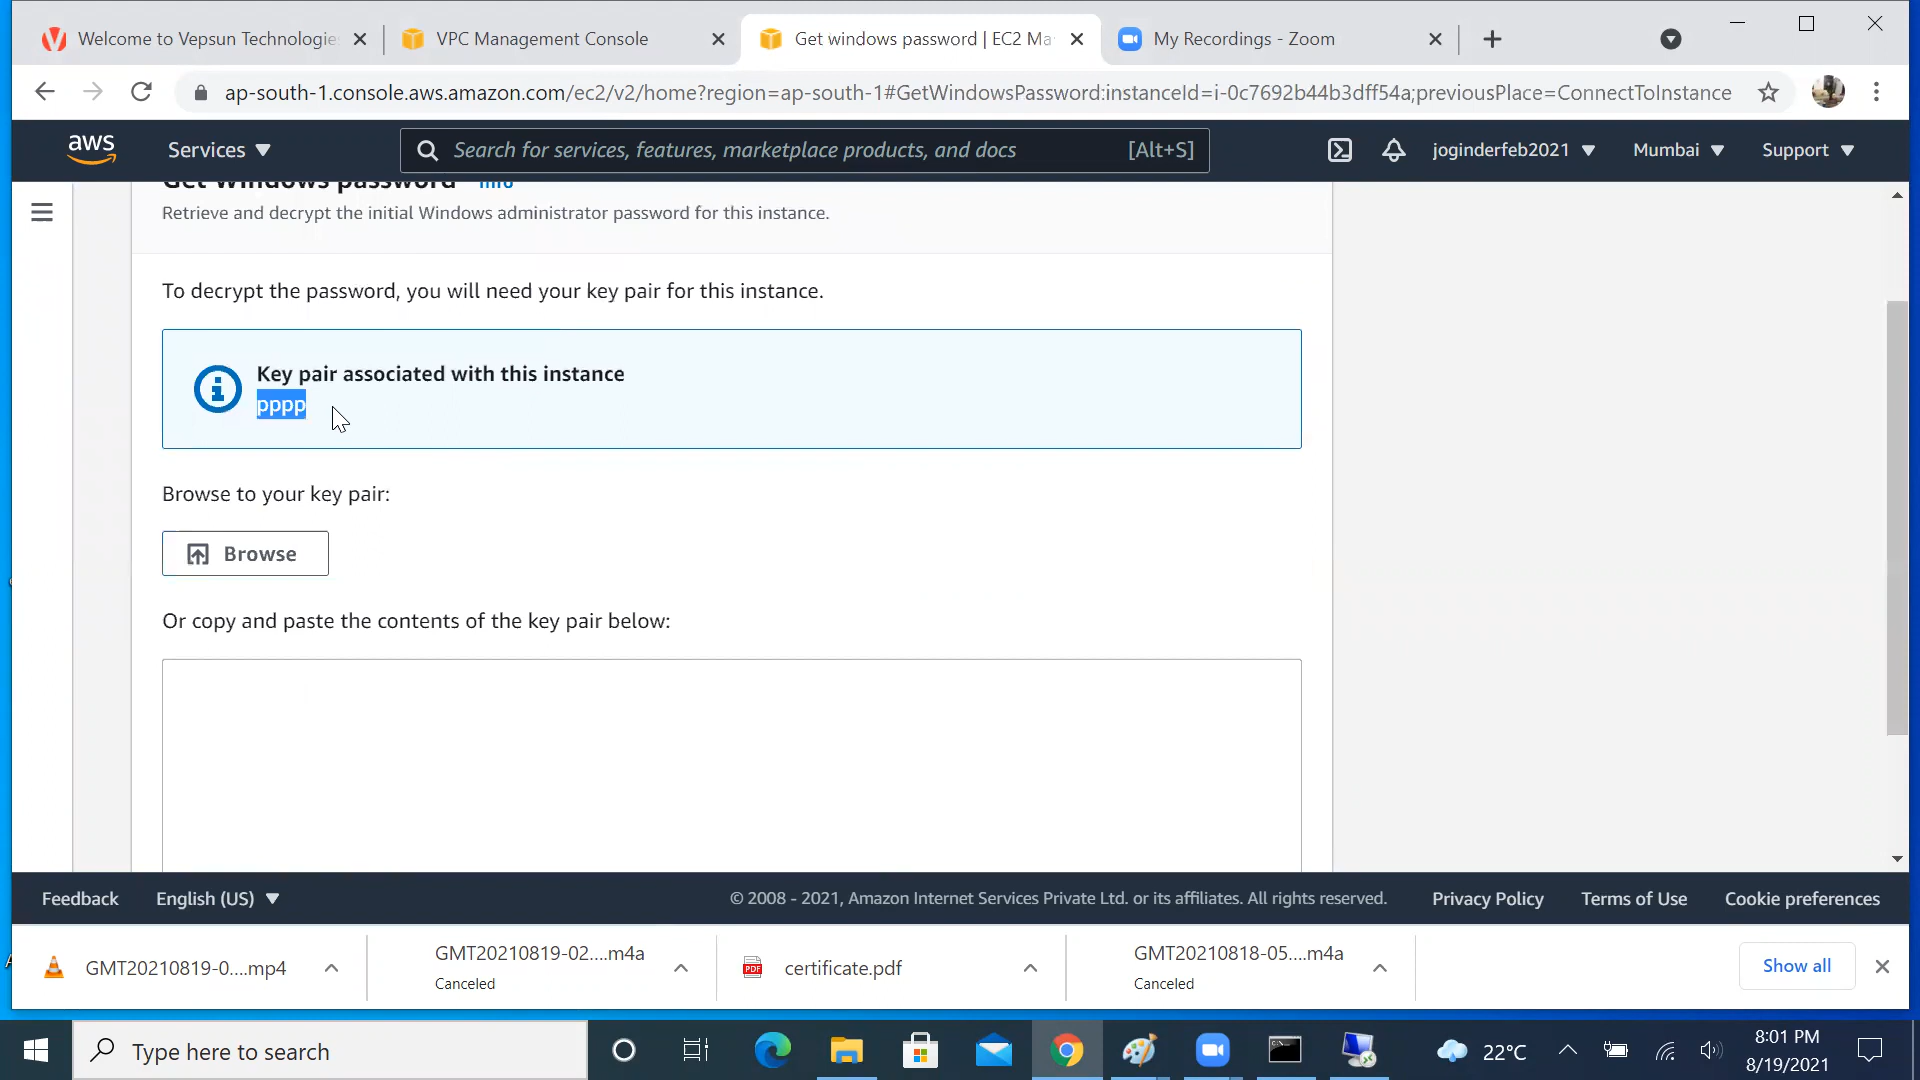 Welcome to Vepsun Technologie
VPC Management Console
Get windows password | EC2 Ma
My Recordings - Zoom
ap-south-1.console.aws.amazon.com/ec2/v2/home?region=ap-south-1#GetWindowsPassword:instanceId=i-0c7692b44b3dff54a;previousPlace=ConnectToInstance
aws
Services
Search for services, features, marketplace products, and docs
[Alt+S]
joginderfeb2021
Mumbai
Support
Get Windows password Info
Retrieve and decrypt the initial Windows administrator password for this instance.
To decrypt the password, you will need your key pair for this instance.
Key pair associated with this instance
pppp
Browse to your key pair:
Browse
Or copy and paste the contents of the key pair below:
Feedback
English (US)
© 2008 - 2021, Amazon Internet Services Private Ltd. or its affiliates. All rights reserved.
Privacy Policy
Terms of Use
Cookie preferences
GMT20210819-0....mp4
GMT20210819-02....m4a
Canceled
certificate.pdf
GMT20210818-05....m4a
Canceled
Show all
Type here to search
22°C
8:01 PM
8/19/2021